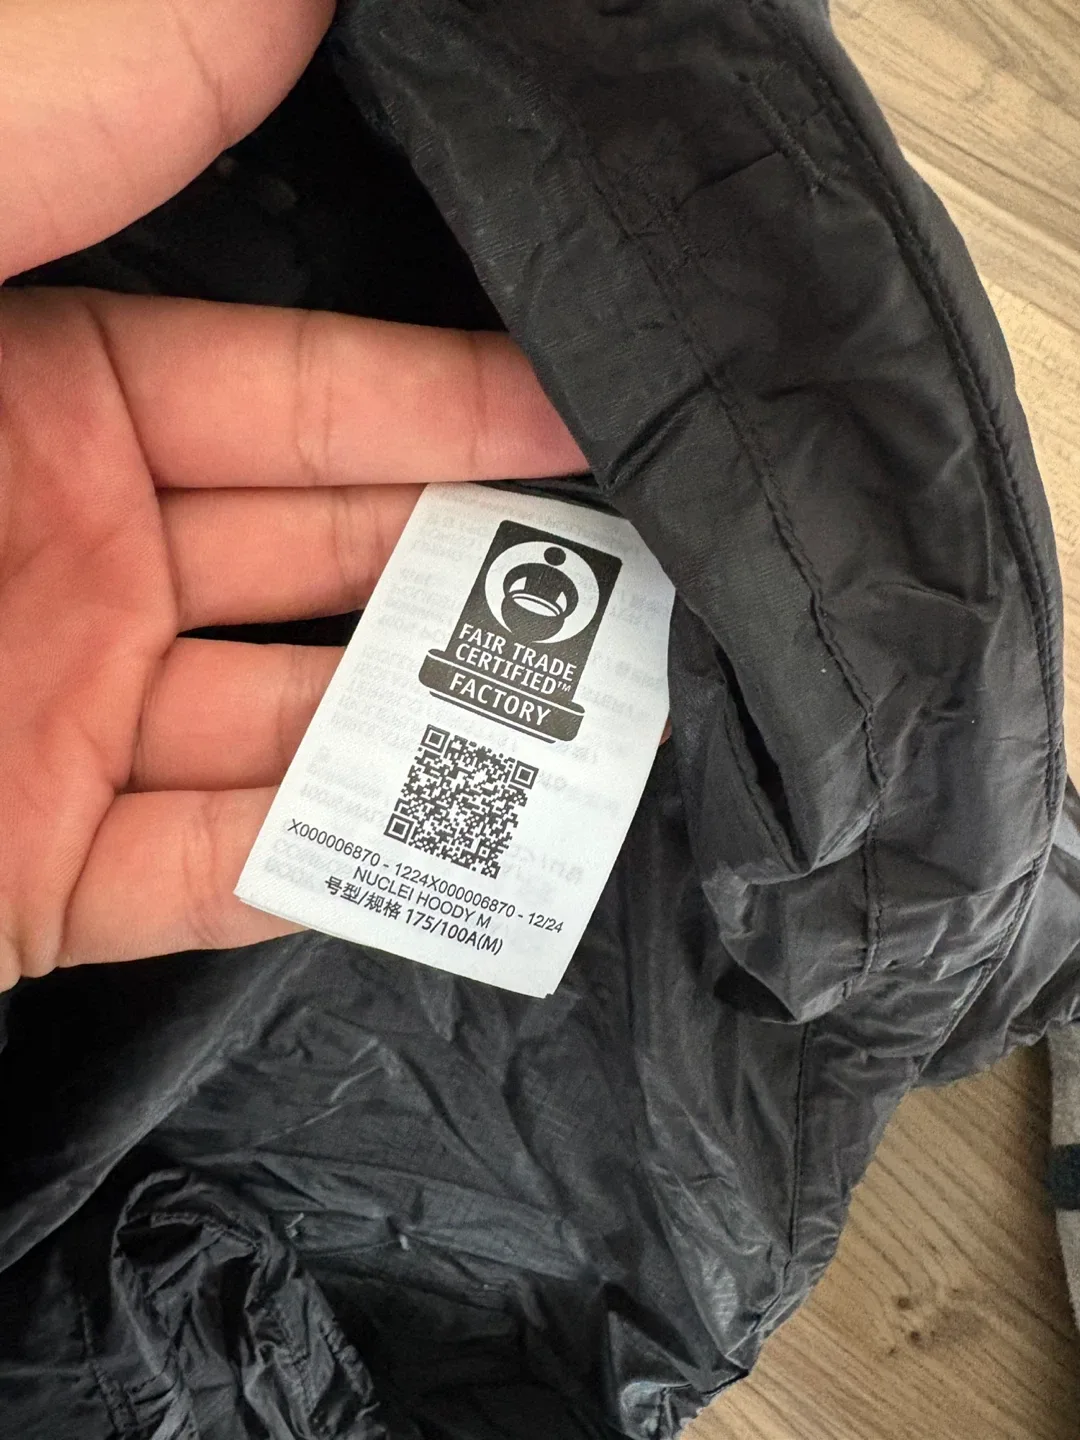 FAIR TRADE
CERTIFIED™
FACTORY
X000006870 - 1224X000006870 - 12/24
NUCLEI HOODY M
号型/规格 175/100A(M)